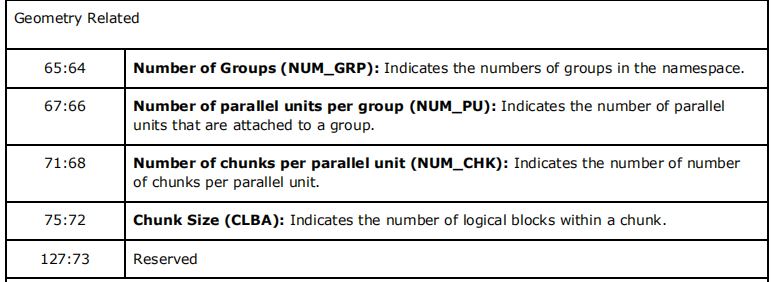 Geometry Related
65:64 Number of Groups (NUM_GRP): Indicates the numbers of groups in the namespace.
67:66 Number of parallel units per group (NUM_PU): Indicates the number of parallel
units that are attached to a group.
71:68 Number of chunks per parallel unit (NUM_CHK): Indicates the number of number
of chunks per parallel unit.
75:72 Chunk Size (CLBA): Indicates the number of logical blocks within a chunk.
127:73 Reserved